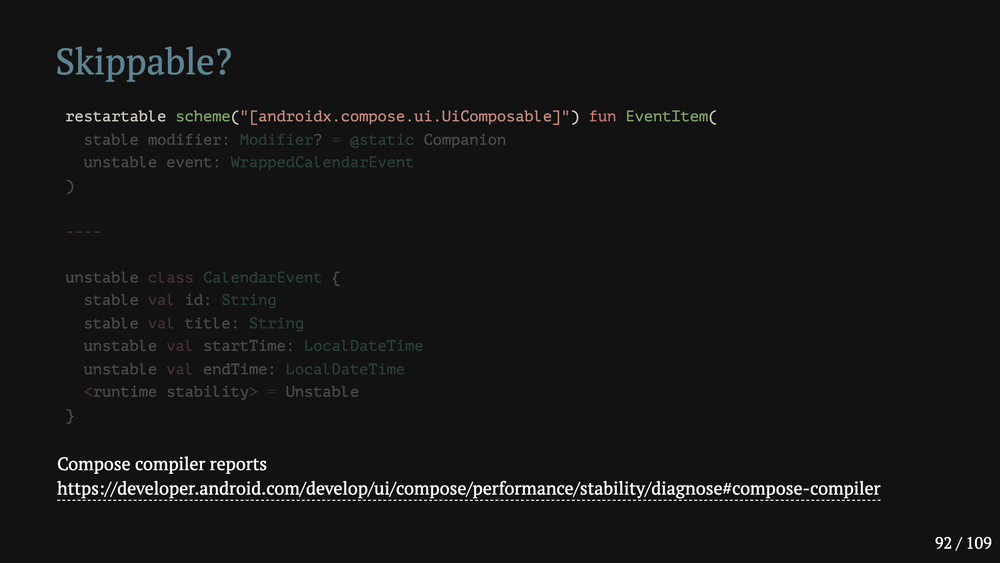 Skippable?
restartable scheme("[androidx.compose.ui.UiComposable]") fun EventItem(
  stable modifier: Modifier? = @static Companion
  unstable event: WrappedCalendarEvent
)
----
unstable class CalendarEvent {
  stable val id: String
  stable val title: String
  unstable val startTime: LocalDateTime
  unstable val endTime: LocalDateTime
  <runtime stability> = Unstable
}
Compose compiler reports
https://developer.android.com/develop/ui/compose/performance/stability/diagnose#compose-compiler
92 / 109